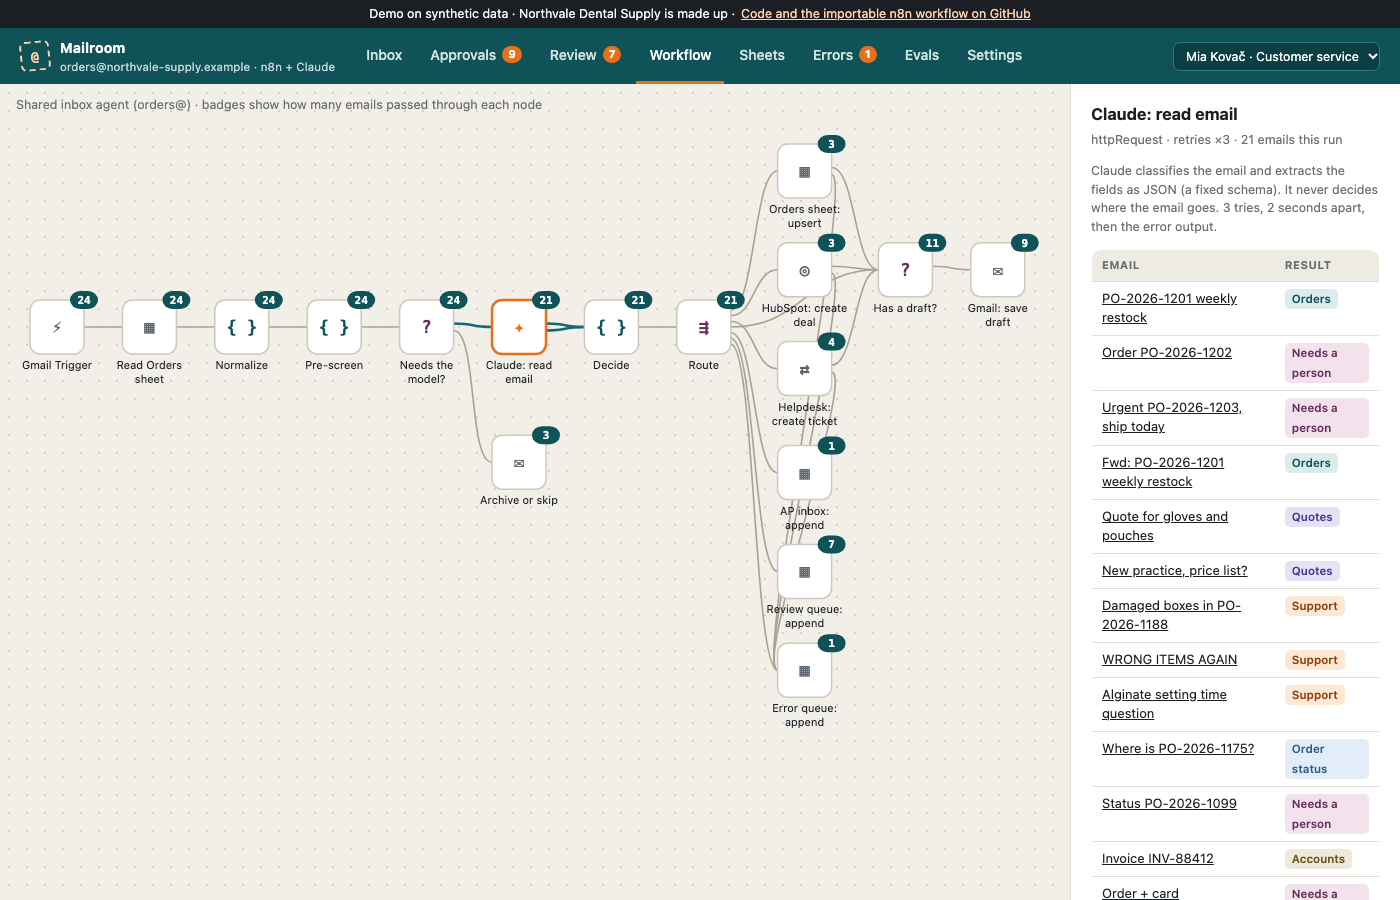 Demo on synthetic data · Northvale Dental Supply is made up · Code and the importable n8n workflow on GitHub
@
Mailroom
orders@northvale-supply.example · n8n + Claude
Inbox
Approvals 9
Review 7
Workflow
Sheets
Errors 1
Evals
Settings
Mia Kovač · Customer service
Shared inbox agent (orders@) · badges show how many emails passed through each node
24
Gmail Trigger
24
Read Orders
sheet
24
{ }
Normalize
24
{ }
Pre-screen
24
?
Needs the
model?
21
Claude: read
email
21
{ }
Decide
21
Route
3
Archive or skip
3
Orders sheet:
upsert
3
HubSpot: create
deal
4
Helpdesk:
create ticket
1
AP inbox:
append
7
Review queue:
append
1
Error queue:
append
11
?
Has a draft?
9
Gmail: save
draft
Claude: read email
httpRequest · retries ×3 · 21 emails this run
Claude classifies the email and extracts the
fields as JSON (a fixed schema). It never decides
where the email goes. 3 tries, 2 seconds apart,
then the error output.
EMAIL RESULT
PO-2026-1201 weekly
restock
Orders
Order PO-2026-1202
Needs a
person
Urgent PO-2026-1203,
ship today
Needs a
person
Fwd: PO-2026-1201
weekly restock
Orders
Quote for gloves and
pouches
Quotes
New practice, price list?
Quotes
Damaged boxes in PO-
2026-1188
Support
WRONG ITEMS AGAIN
Support
Alginate setting time
question
Support
Where is PO-2026-1175?
Order
status
Status PO-2026-1099
Needs a
person
Invoice INV-88412
Accounts
Order + card
Needs a